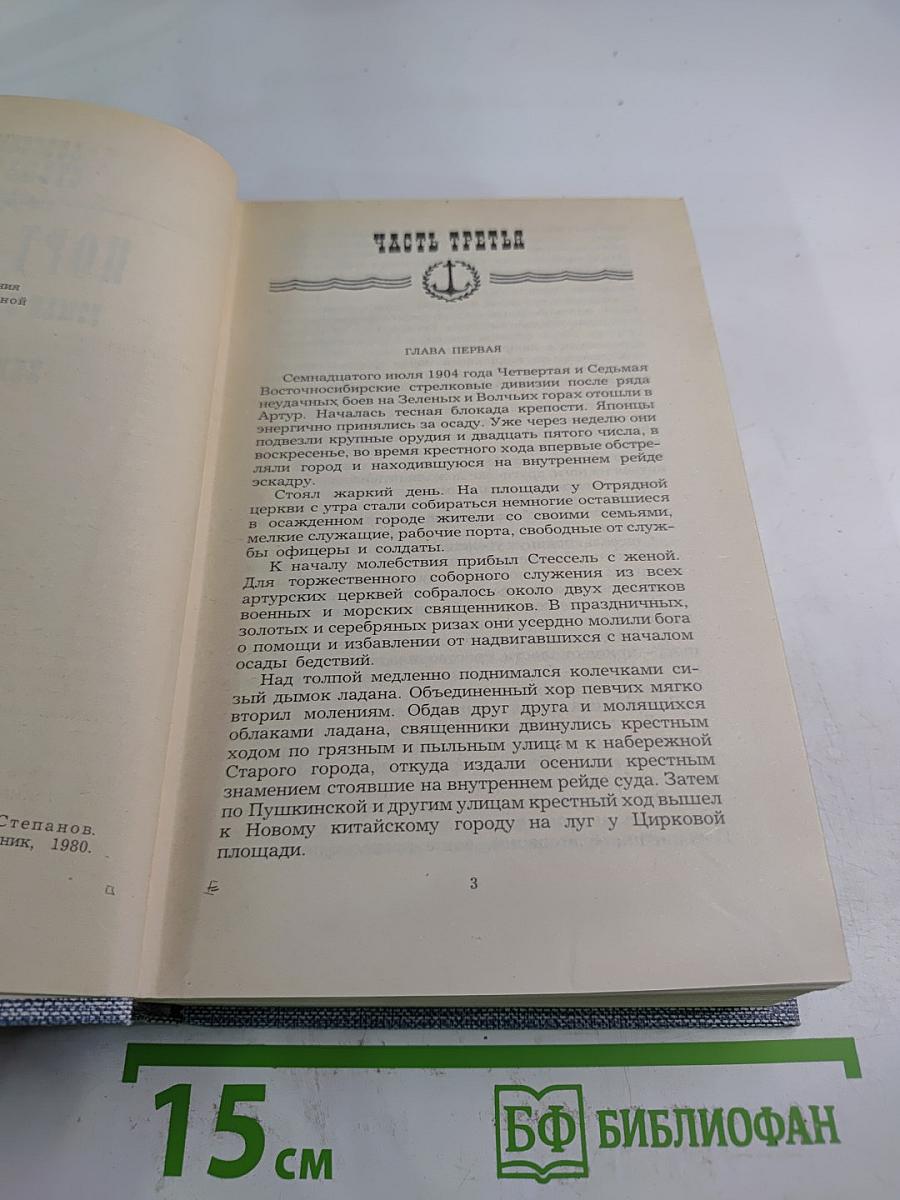 ния
ной
Степанов.
ник, 1980.
ЧАСТЬ ТРЕТЬЯ
ГЛАВА ПЕРВАЯ
Семнадцатого июля 1904 года Четвертая и Седьмая
Восточносибирские стрелковые дивизии после ряда
неудачных боев на Зеленых и Волчьих горах отошли в
Артур. Началась тесная блокада крепости. Японцы
энергично принялись за осаду. Уже через неделю они
подвезли крупные орудия и двадцать пятого числа, в
воскресенье, во время крестного хода впервые обстре-
ляли город и находившуюся на внутреннем рейде
эскадру.
Стоял жаркий день. На площади у Отрядной
церкви с утра стали собираться немногие оставшиеся
в осажденном городе жители со своими семьями,
мелкие служащие, рабочие порта, свободные от служ-
бы офицеры и солдаты.
К началу молебствия прибыл Стессель с женой.
Для торжественного соборного служения из всех
артурских церквей собралось около двух десятков
военных и морских священников. В праздничных,
золотых и серебряных ризах они усердно молили бога
о помощи и избавлении от надвигавшихся с началом
осады бедствий.
Над толпой медленно поднимался колечками си-
зый дымок ладана. Объединенный хор певчих мягко
вторил молениям. Обдав друг друга и молящихся
облаками ладана, священники двинулись крестным
ходом по грязным и пыльным улицам к набережной
Старого города, откуда издали осенили крестным
знамением стоявшие на внутреннем рейде суда. Затем
по Пушкинской и другим улицам крестный ход вышел
к Новому китайскому городу на луг у Цирковой
площади.
3
15 см
БФ БИБЛИОФАН